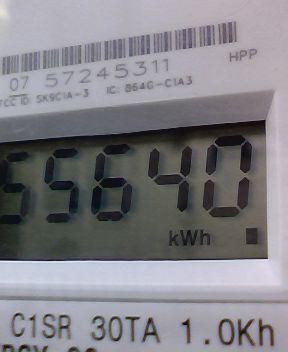 07 57245311
HPP
FCC ID: SK9C1A-3 IC: 864G-C1A3
55640
kWh
C1SR 30TA 1.0Kh